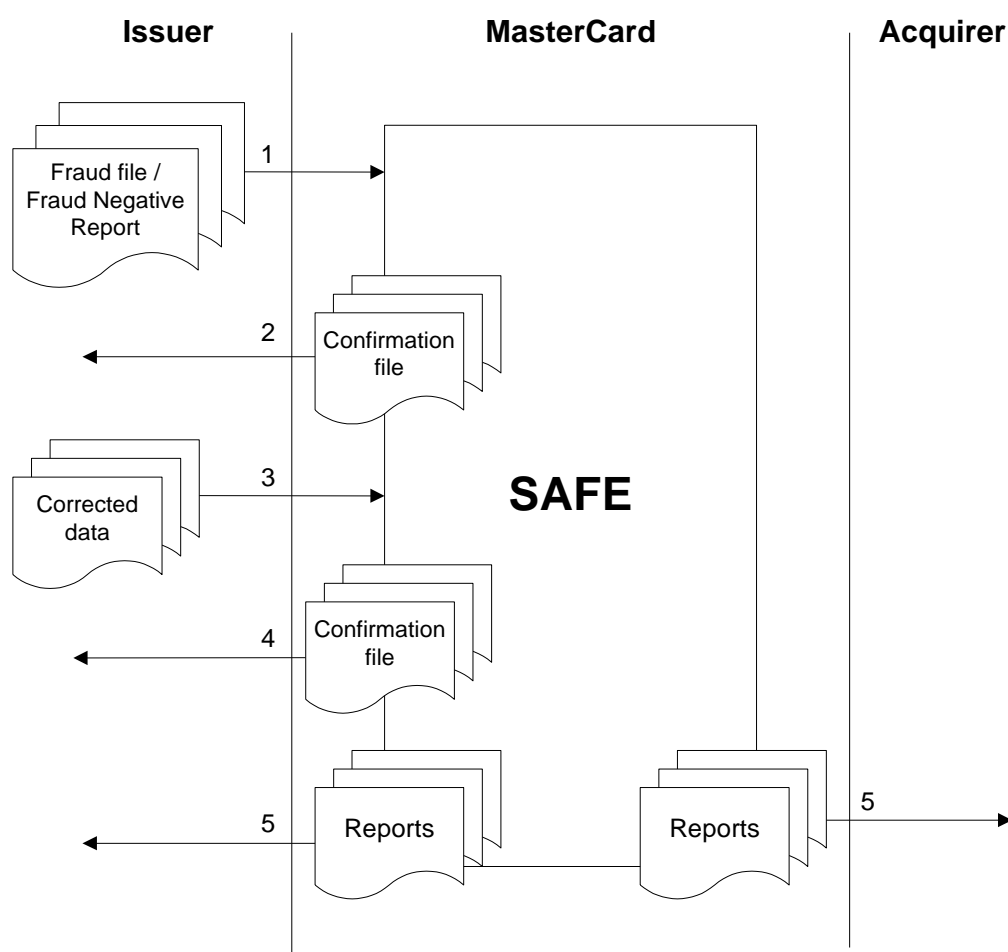 Issuer
MasterCard
Acquirer
1
Fraud file /
Fraud Negative
Report
2
Confirmation
file
3
Corrected
data
SAFE
4
Confirmation
file
5
Reports
Reports
5